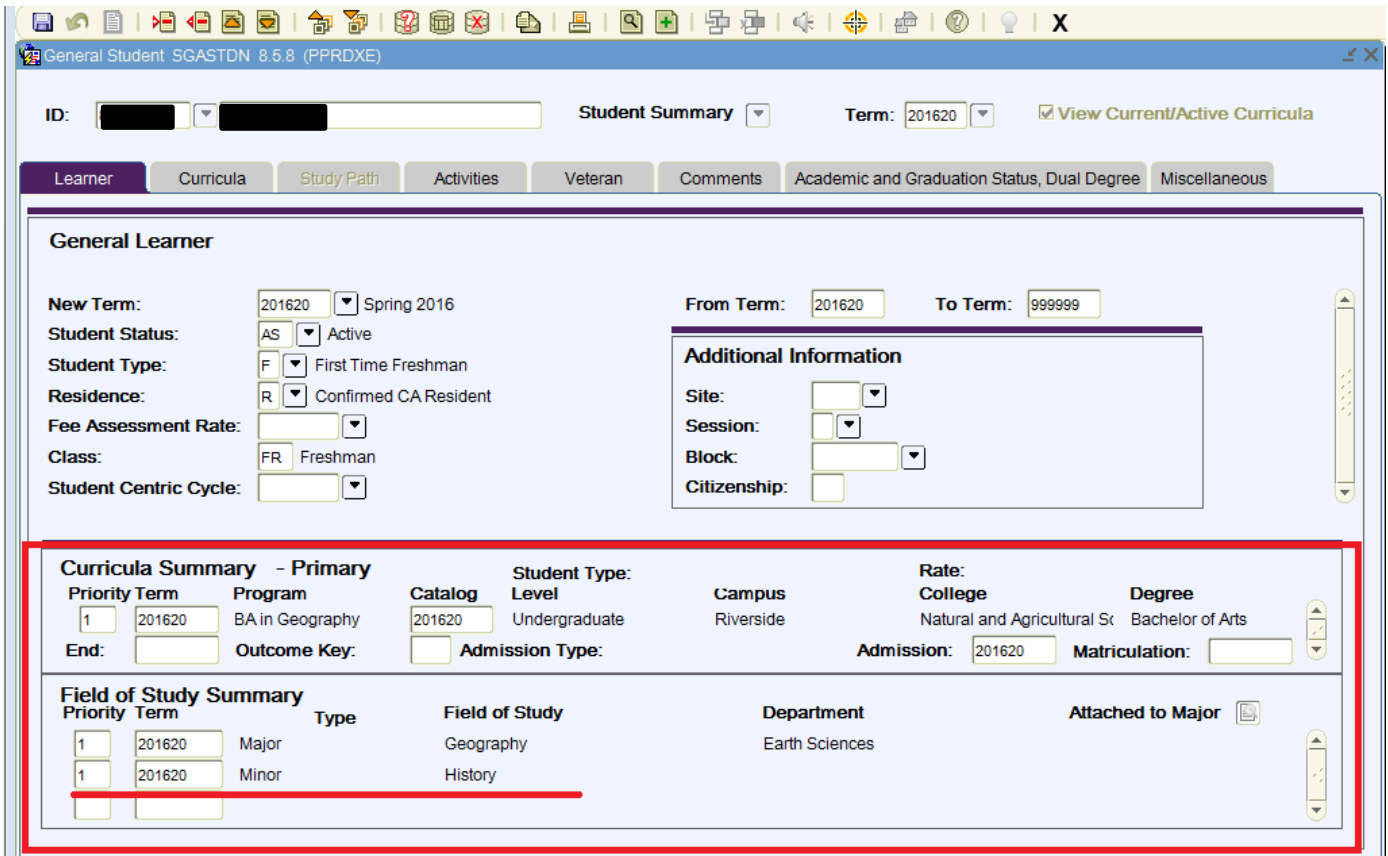 X
General Student SGASTDN 8.5.8 (PPRDXE)
ID: Student Summary Term: 201620 View Current/Active Curricula
Learner Curricula Study Path Activities Veteran Comments Academic and Graduation Status, Dual Degree Miscellaneous
General Learner
New Term: 201620 Spring 2016 From Term: 201620 To Term: 999999
Student Status: AS Active
Student Type: F First Time Freshman Additional Information
Residence: R Confirmed CA Resident Site:
Fee Assessment Rate: Session:
Class: FR Freshman Block:
Student Centric Cycle: Citizenship:
Curricula Summary - Primary Student Type: Rate:
Priority Term Program Catalog Level Campus College Degree
1 201620 BA in Geography 201620 Undergraduate Riverside Natural and Agricultural Sc Bachelor of Arts
End: Outcome Key: Admission Type: Admission: 201620 Matriculation:
Field of Study Summary
Priority Term Type Field of Study Department Attached to Major
1 201620 Major Geography Earth Sciences
1 201620 Minor History